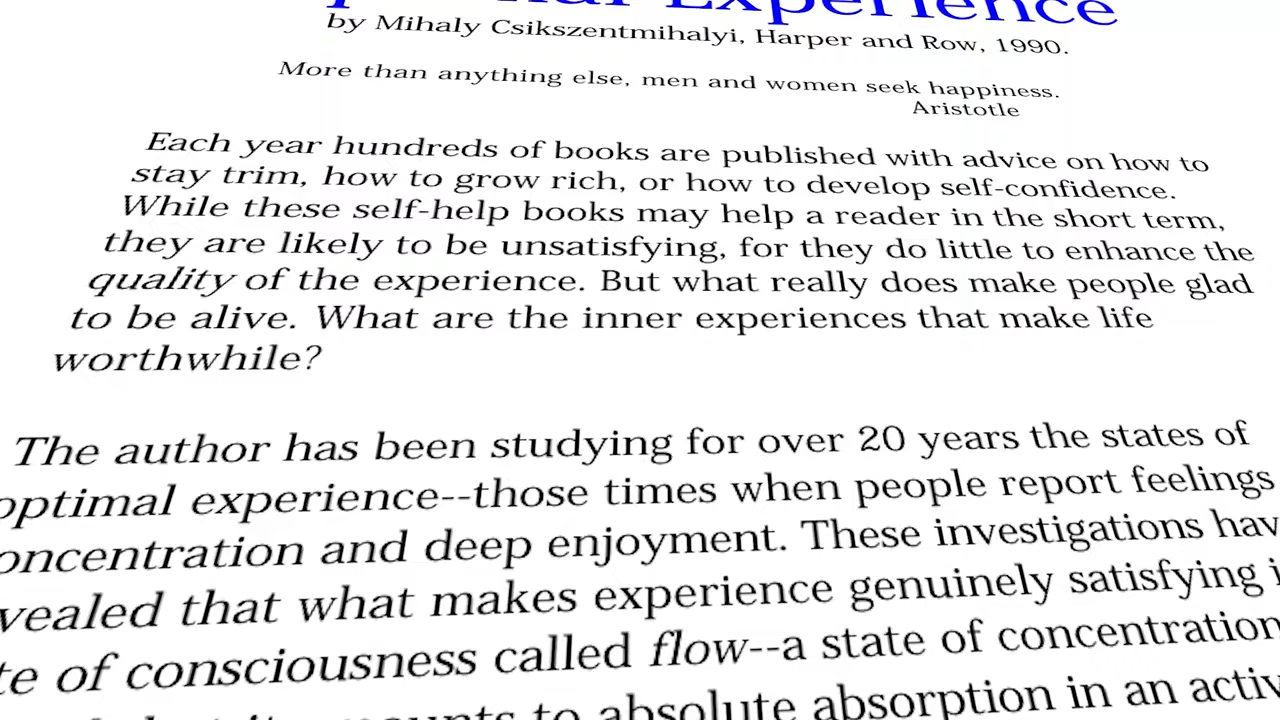 Experience
by Mihaly Csikszentmihalyi, Harper and Row, 1990.
More than anything else, men and women seek happiness.
Aristotle
Each year hundreds of books are published with advice on how to
stay trim, how to grow rich, or how to develop self-confidence.
While these self-help books may help a reader in the short term,
they are likely to be unsatisfying, for they do little to enhance the
quality of the experience. But what really does make people glad
to be alive. What are the inner experiences that make life
worthwhile?
The author has been studying for over 20 years the states of
optimal experience--those times when people report feelings
oncentration and deep enjoyment. These investigations hav
vealed that what makes experience genuinely satisfying i
te of consciousness called flow--a state of concentration
to absolute absorption in an activ